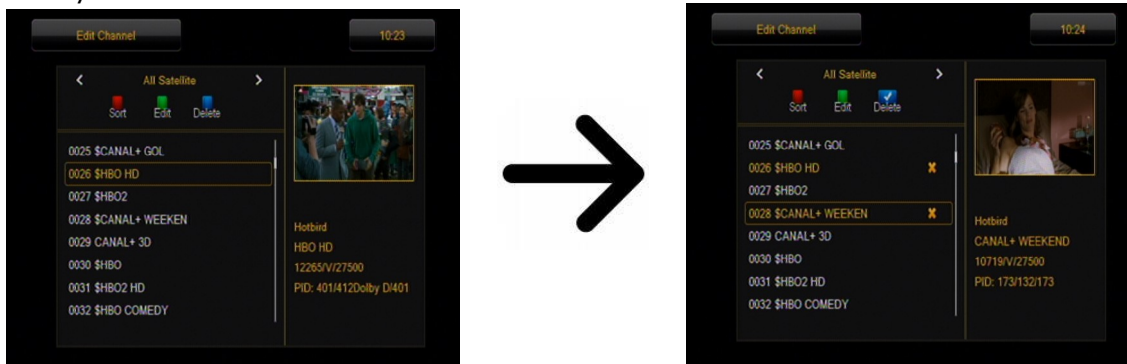 Edit Channel
10:23
< All Satellite >
Sort Edit Delete
0025 $CANAL+ GOL
0026 $HBO HD
0027 $HBO2
0028 $CANAL+ WEEKEN
0029 CANAL+ 3D
0030 $HBO
0031 $HBO2 HD
0032 $HBO COMEDY
Hotbird
HBO HD
12265/V/27500
PID: 401/412Dolby D/401
Edit Channel
10:24
< All Satellite >
Sort Edit Delete
0025 $CANAL+ GOL
0026 $HBO HD
0027 $HBO2
0028 $CANAL+ WEEKEN
0029 CANAL+ 3D
0030 $HBO
0031 $HBO2 HD
0032 $HBO COMEDY
Hotbird
CANAL+ WEEKEND
10719/V/27500
PID: 173/132/173